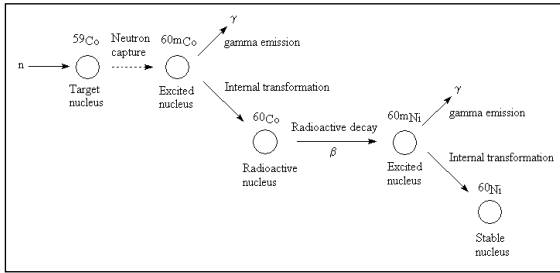 n
59Co
Target
nucleus
Neutron
capture
60mCo
Excited
nucleus
γ
gamma emission
Internal transformation
60Co
Radioactive
nucleus
Radioactive decay
β
60mNi
Excited
nucleus
γ
gamma emission
Internal transformation
60Ni
Stable
nucleus